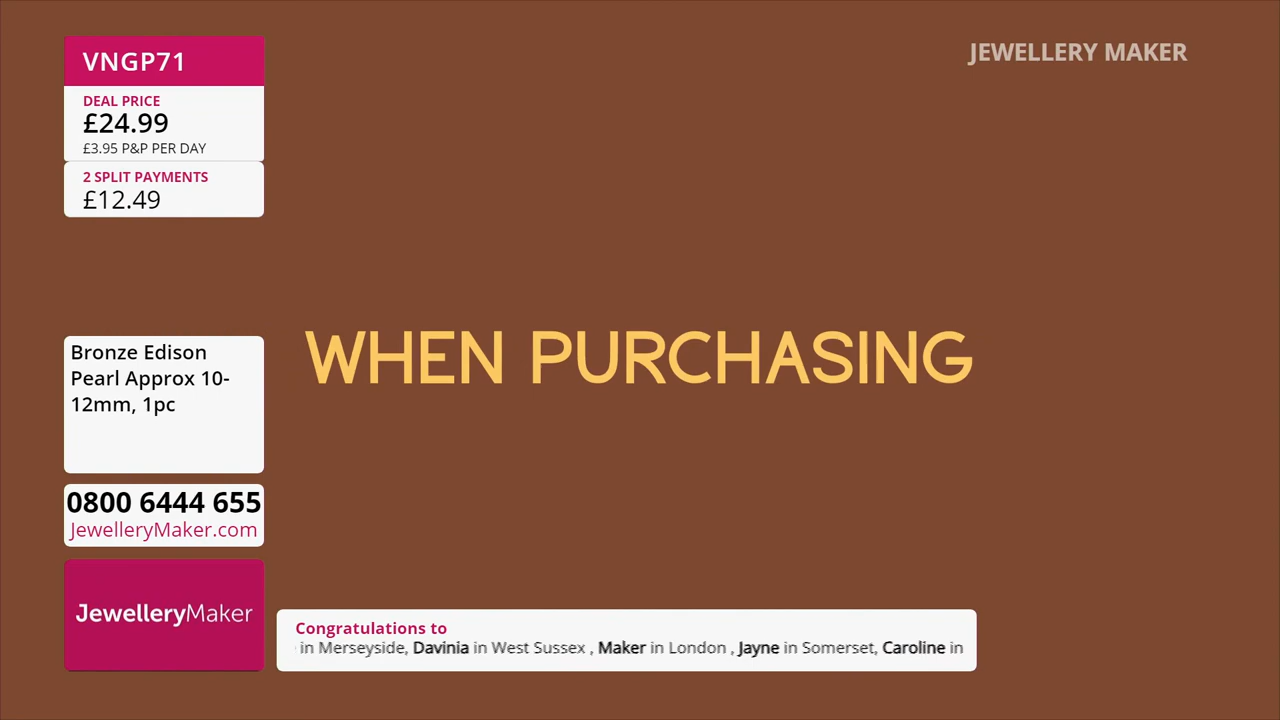 VNGP71
DEAL PRICE
£24.99
£3.95 P&P PER DAY
2 SPLIT PAYMENTS
£12.49
JEWELLERY MAKER
WHEN PURCHASING
Bronze Edison
Pearl Approx 10-
12mm, 1pc
0800 6444 655
JewelleryMaker.com
JewelleryMaker
Congratulations to
in Merseyside, Davinia in West Sussex , Maker in London , Jayne in Somerset, Caroline in